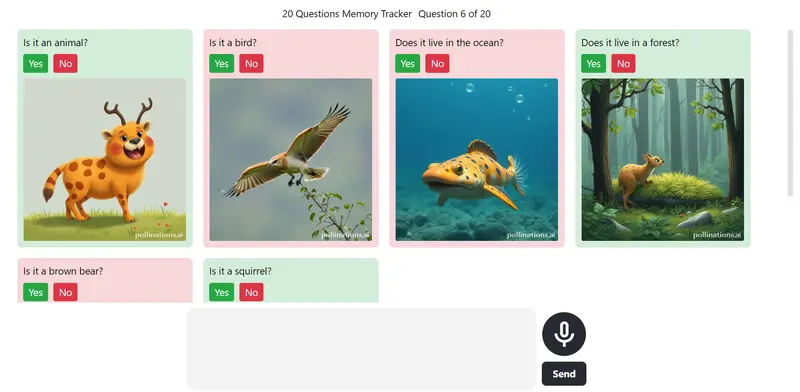 20 Questions Memory Tracker Question 6 of 20
Is it an animal?
Yes No
pollinations.ai
Is it a bird?
Yes No
pollinations.ai
Does it live in the ocean?
Yes No
pollinations.ai
Does it live in a forest?
Yes No
pollinations.ai
Is it a brown bear?
Yes No
Is it a squirrel?
Yes No
Send